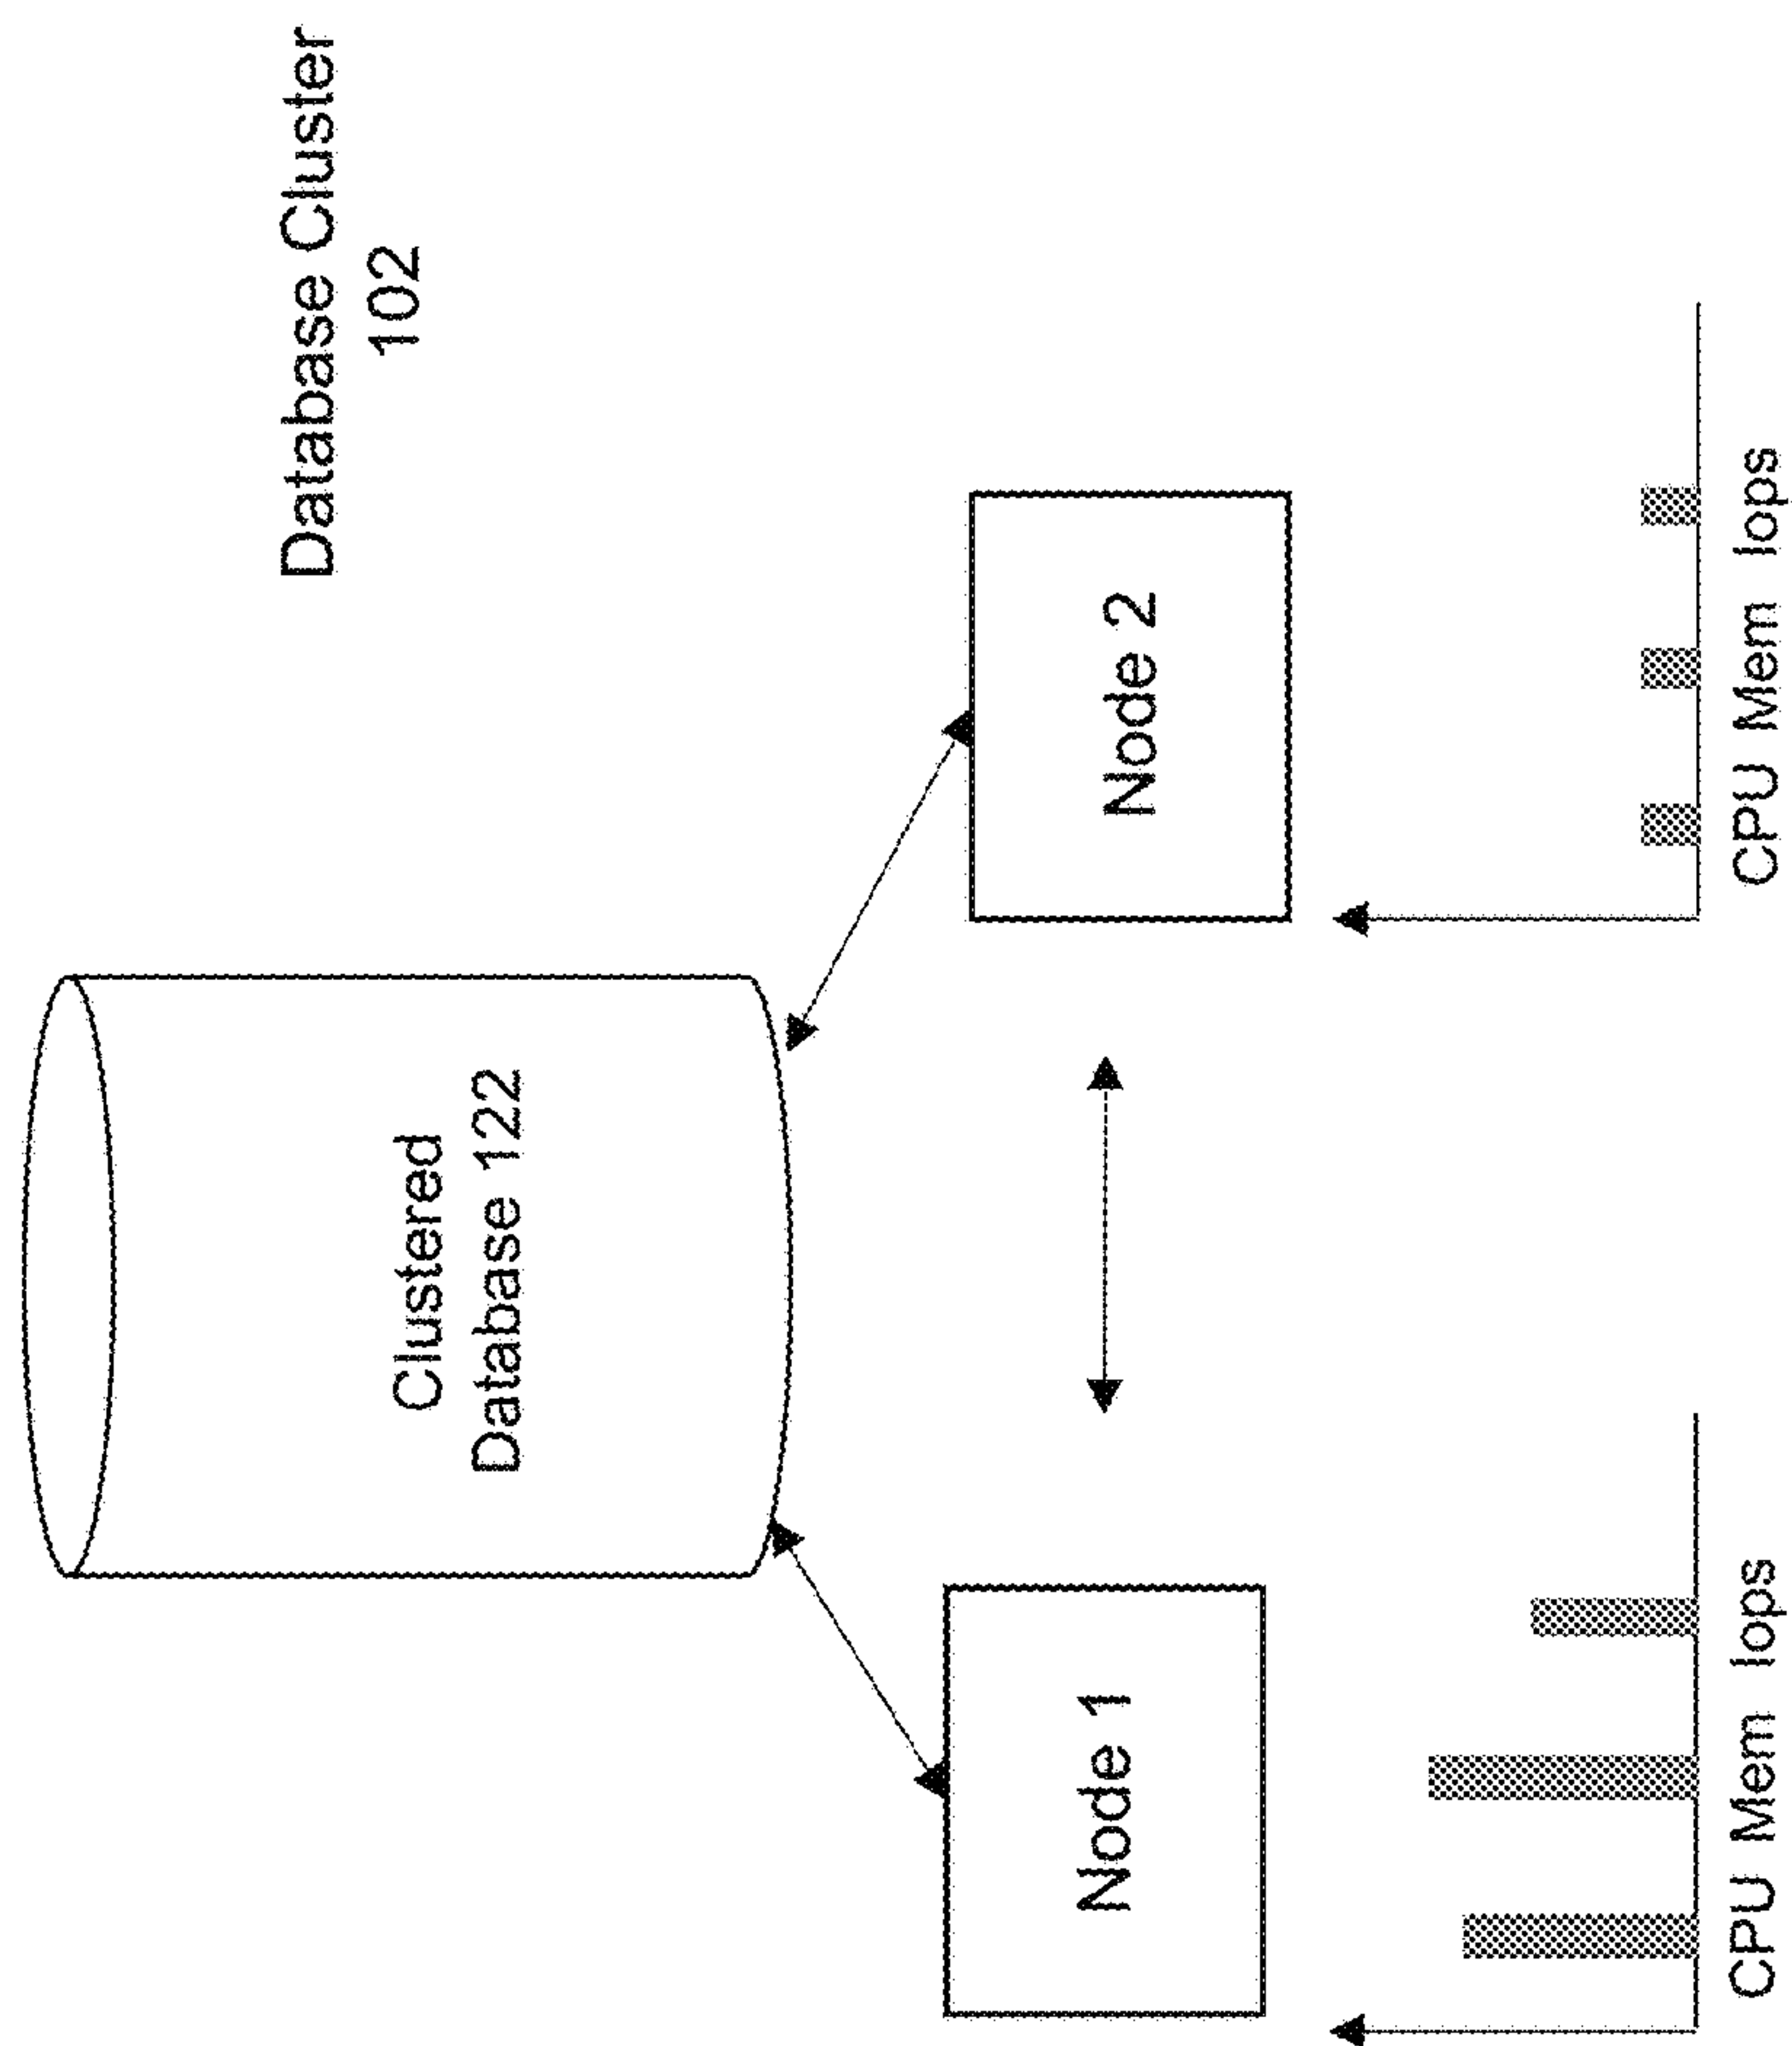 Database Cluster
102
Clustered
Database 122
Node 1
Node 2
CPU Mem Iops
CPU Mem Iops